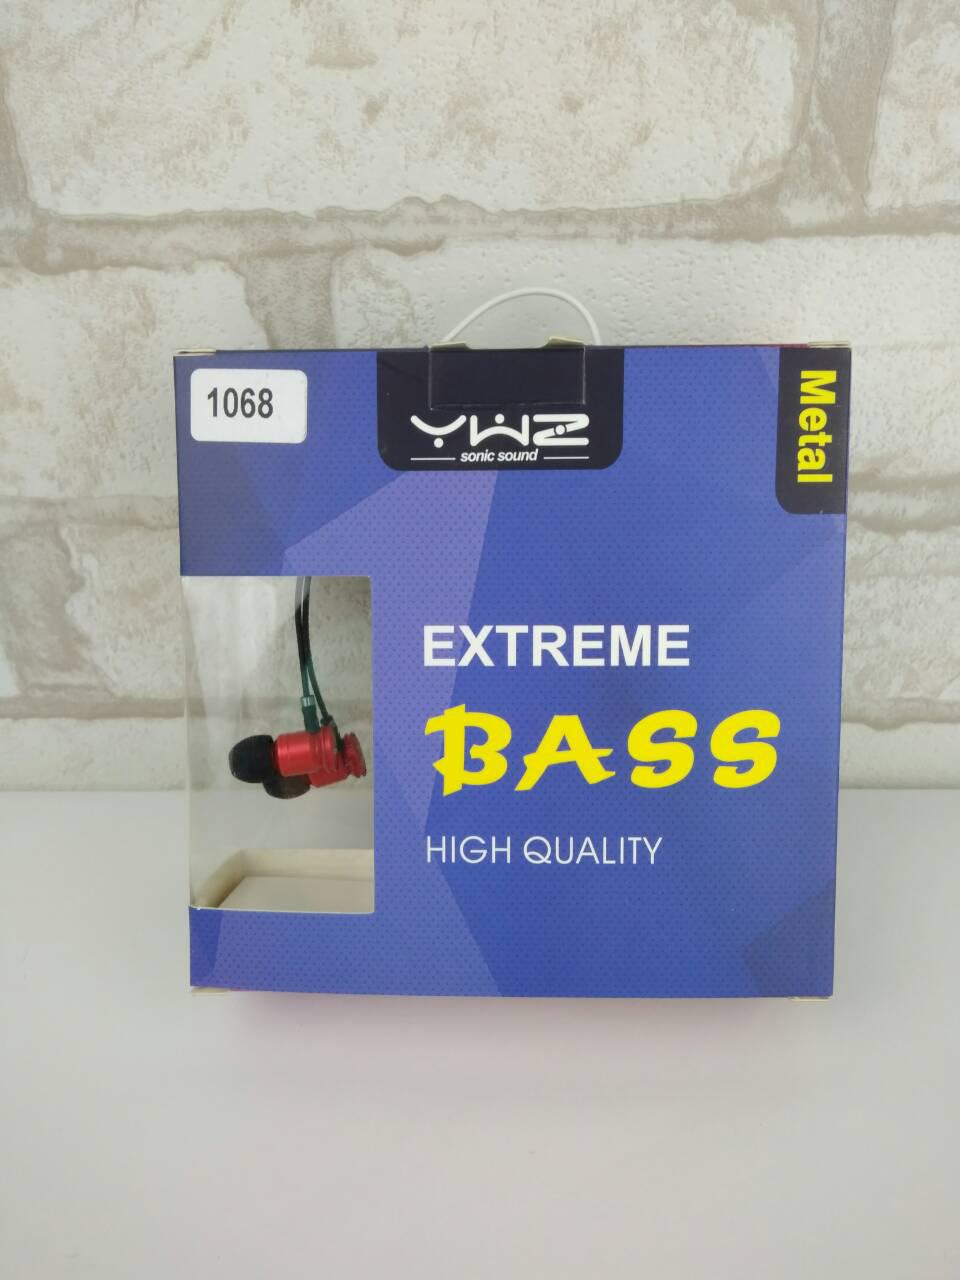 1068
YWZ
sonic sound
Metal
EXTREME
BASS
HIGH QUALITY